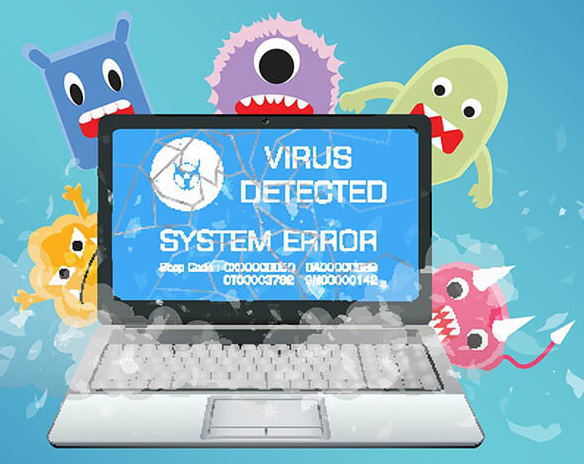 VIRUS
DETECTED
SYSTEM ERROR
Stop Code :